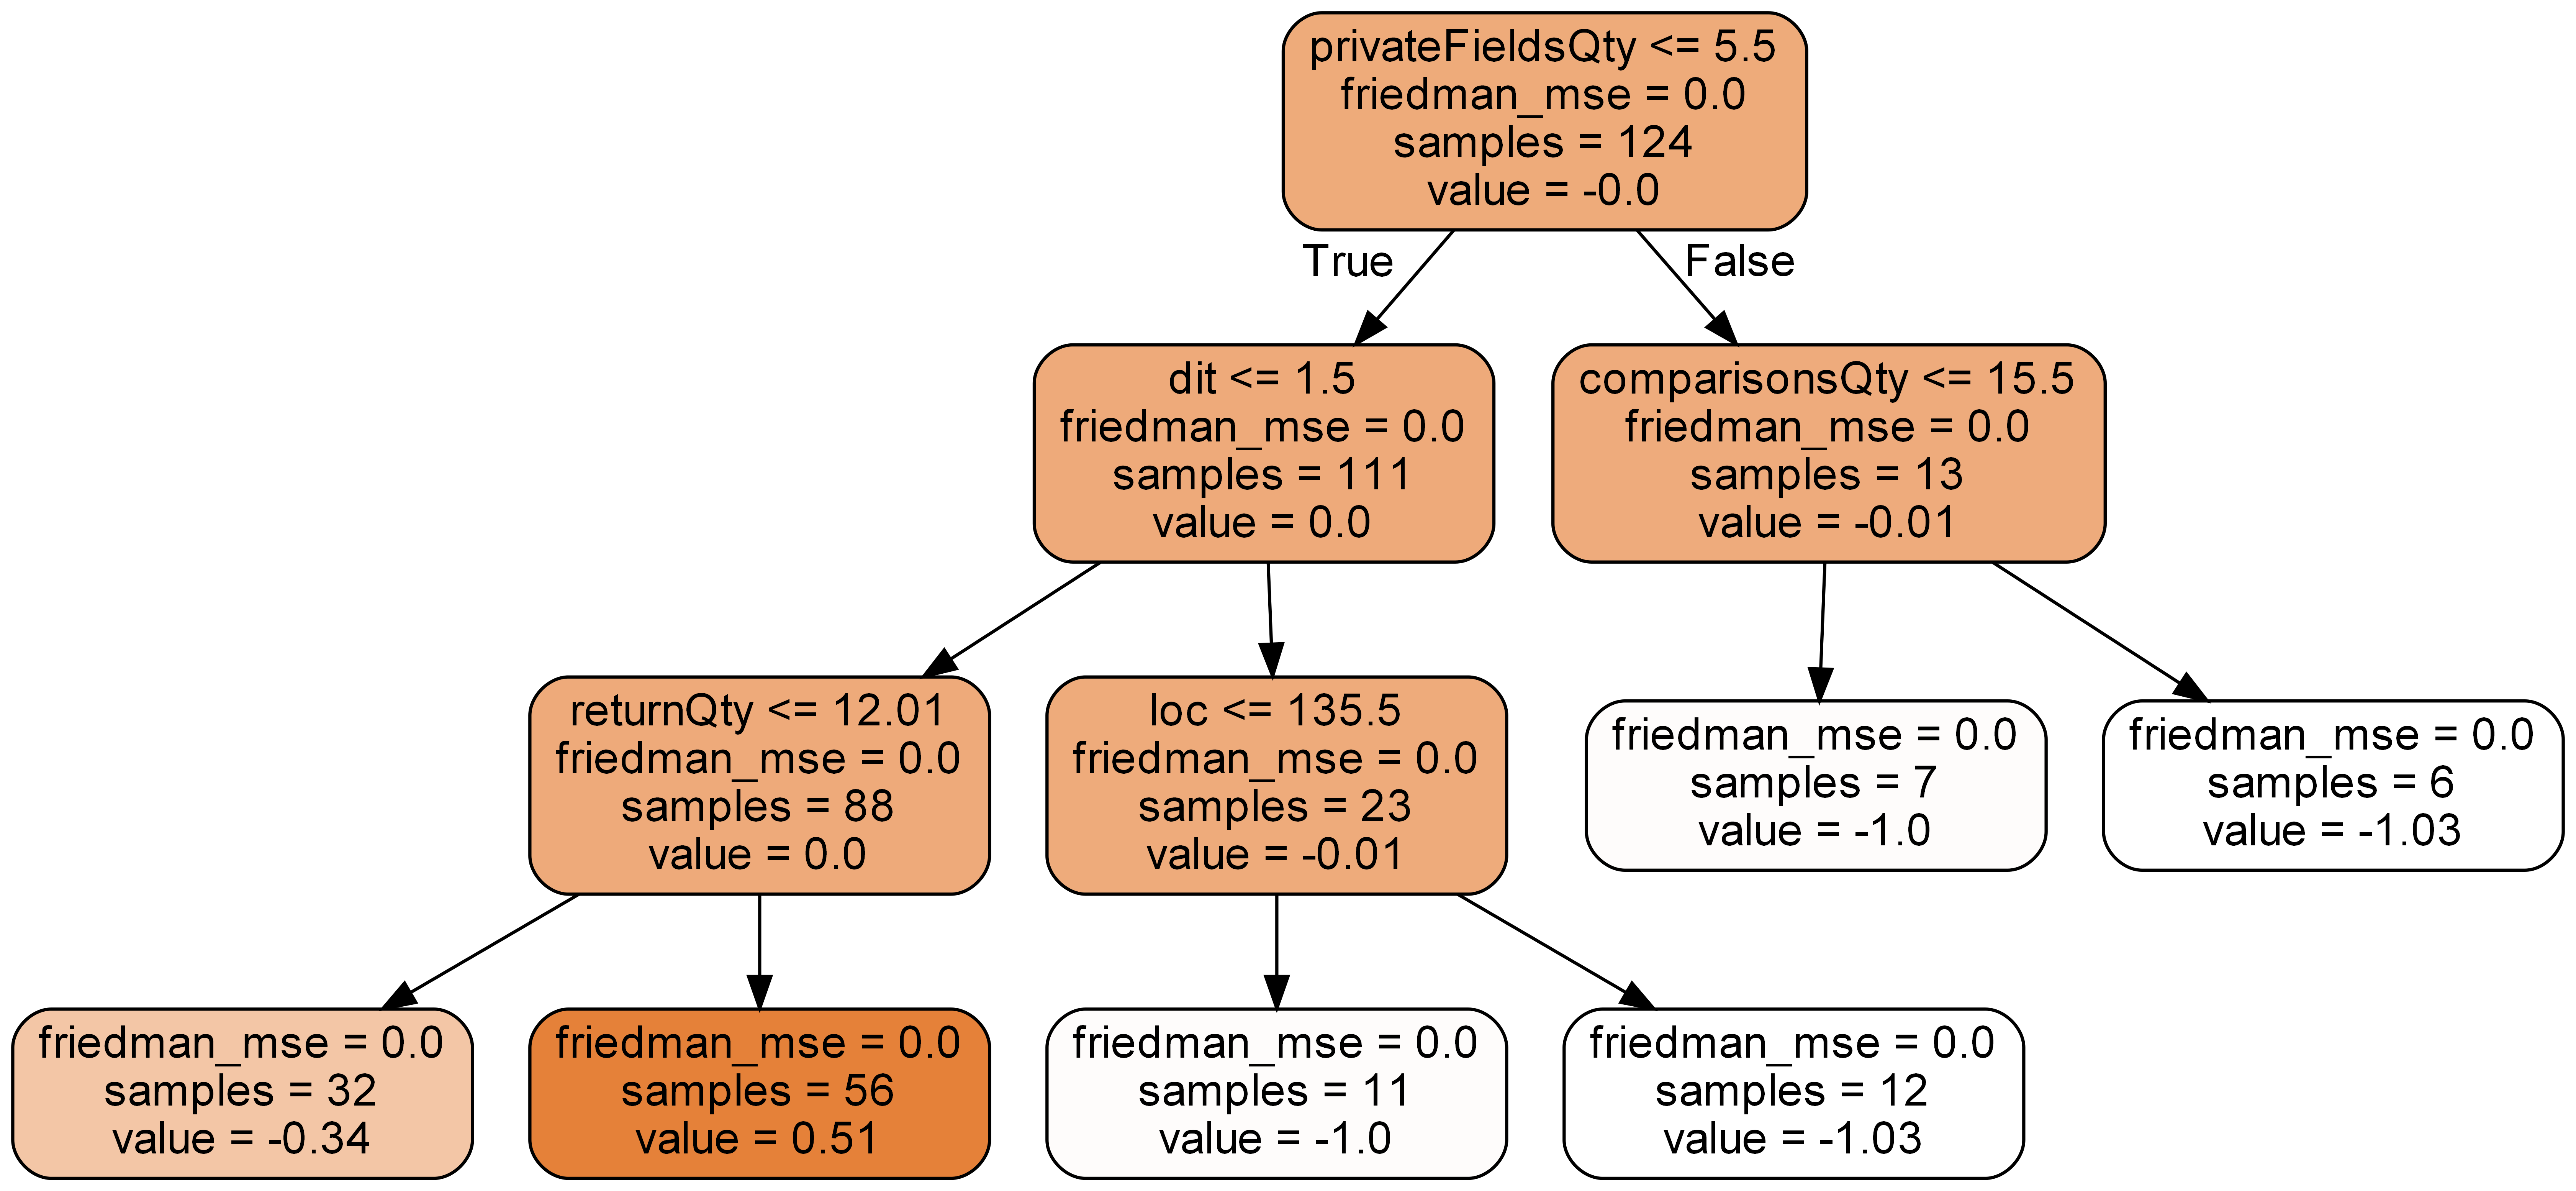 privateFieldsQty <= 5.5
friedman_mse = 0.0
samples = 124
value = -0.0
True
False
dit <= 1.5
friedman_mse = 0.0
samples = 111
value = 0.0
comparisonsQty <= 15.5
friedman_mse = 0.0
samples = 13
value = -0.01
returnQty <= 12.01
friedman_mse = 0.0
samples = 88
value = 0.0
loc <= 135.5
friedman_mse = 0.0
samples = 23
value = -0.01
friedman_mse = 0.0
samples = 7
value = -1.0
friedman_mse = 0.0
samples = 6
value = -1.03
friedman_mse = 0.0
samples = 32
value = -0.34
friedman_mse = 0.0
samples = 56
value = 0.51
friedman_mse = 0.0
samples = 11
value = -1.0
friedman_mse = 0.0
samples = 12
value = -1.03